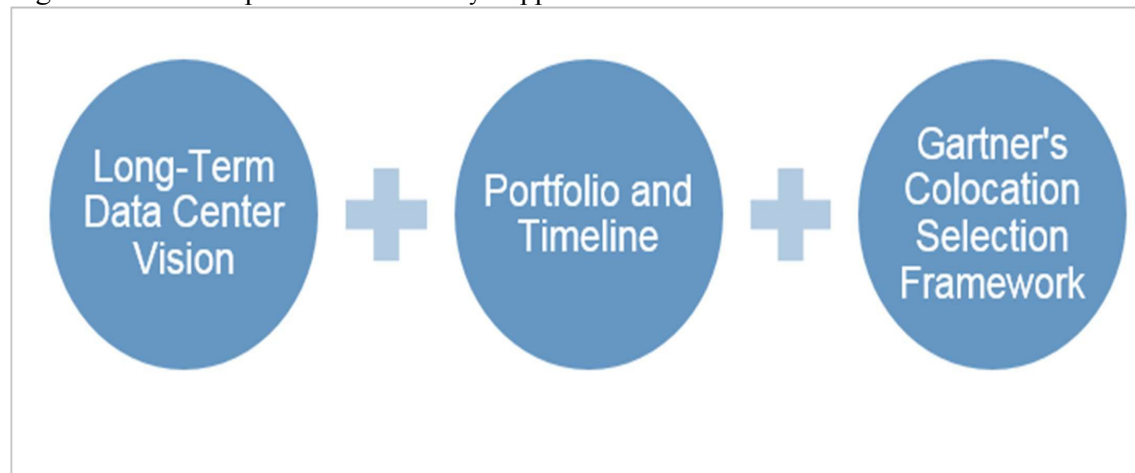 Long-Term
Data Center
Vision
Portfolio and
Timeline
Gartner's
Colocation
Selection
Framework